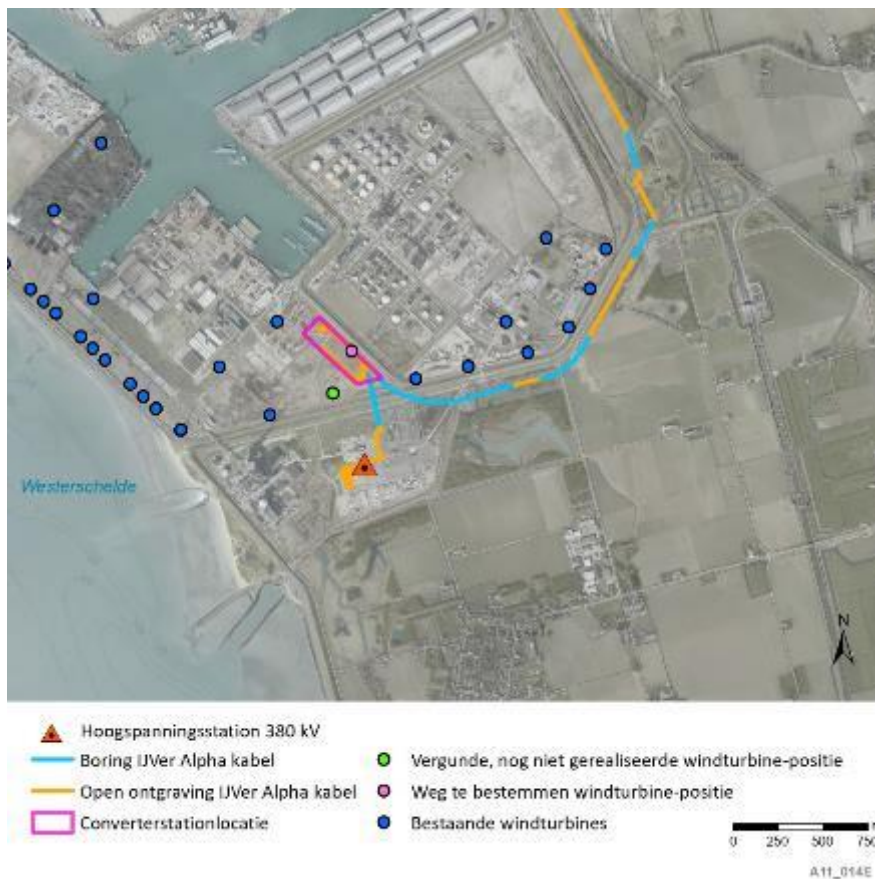 Westerschelde
N
Hoogspanningsstation 380 kV
Boring IJVer Alpha kabel
Open ontgraving IJVer Alpha kabel
Converterstationlocatie
Vergunde, nog niet gerealiseerde windturbine-positie
Weg te bestemmen windturbine-positie
Bestaande windturbines
0 250 500 750
A11_014E